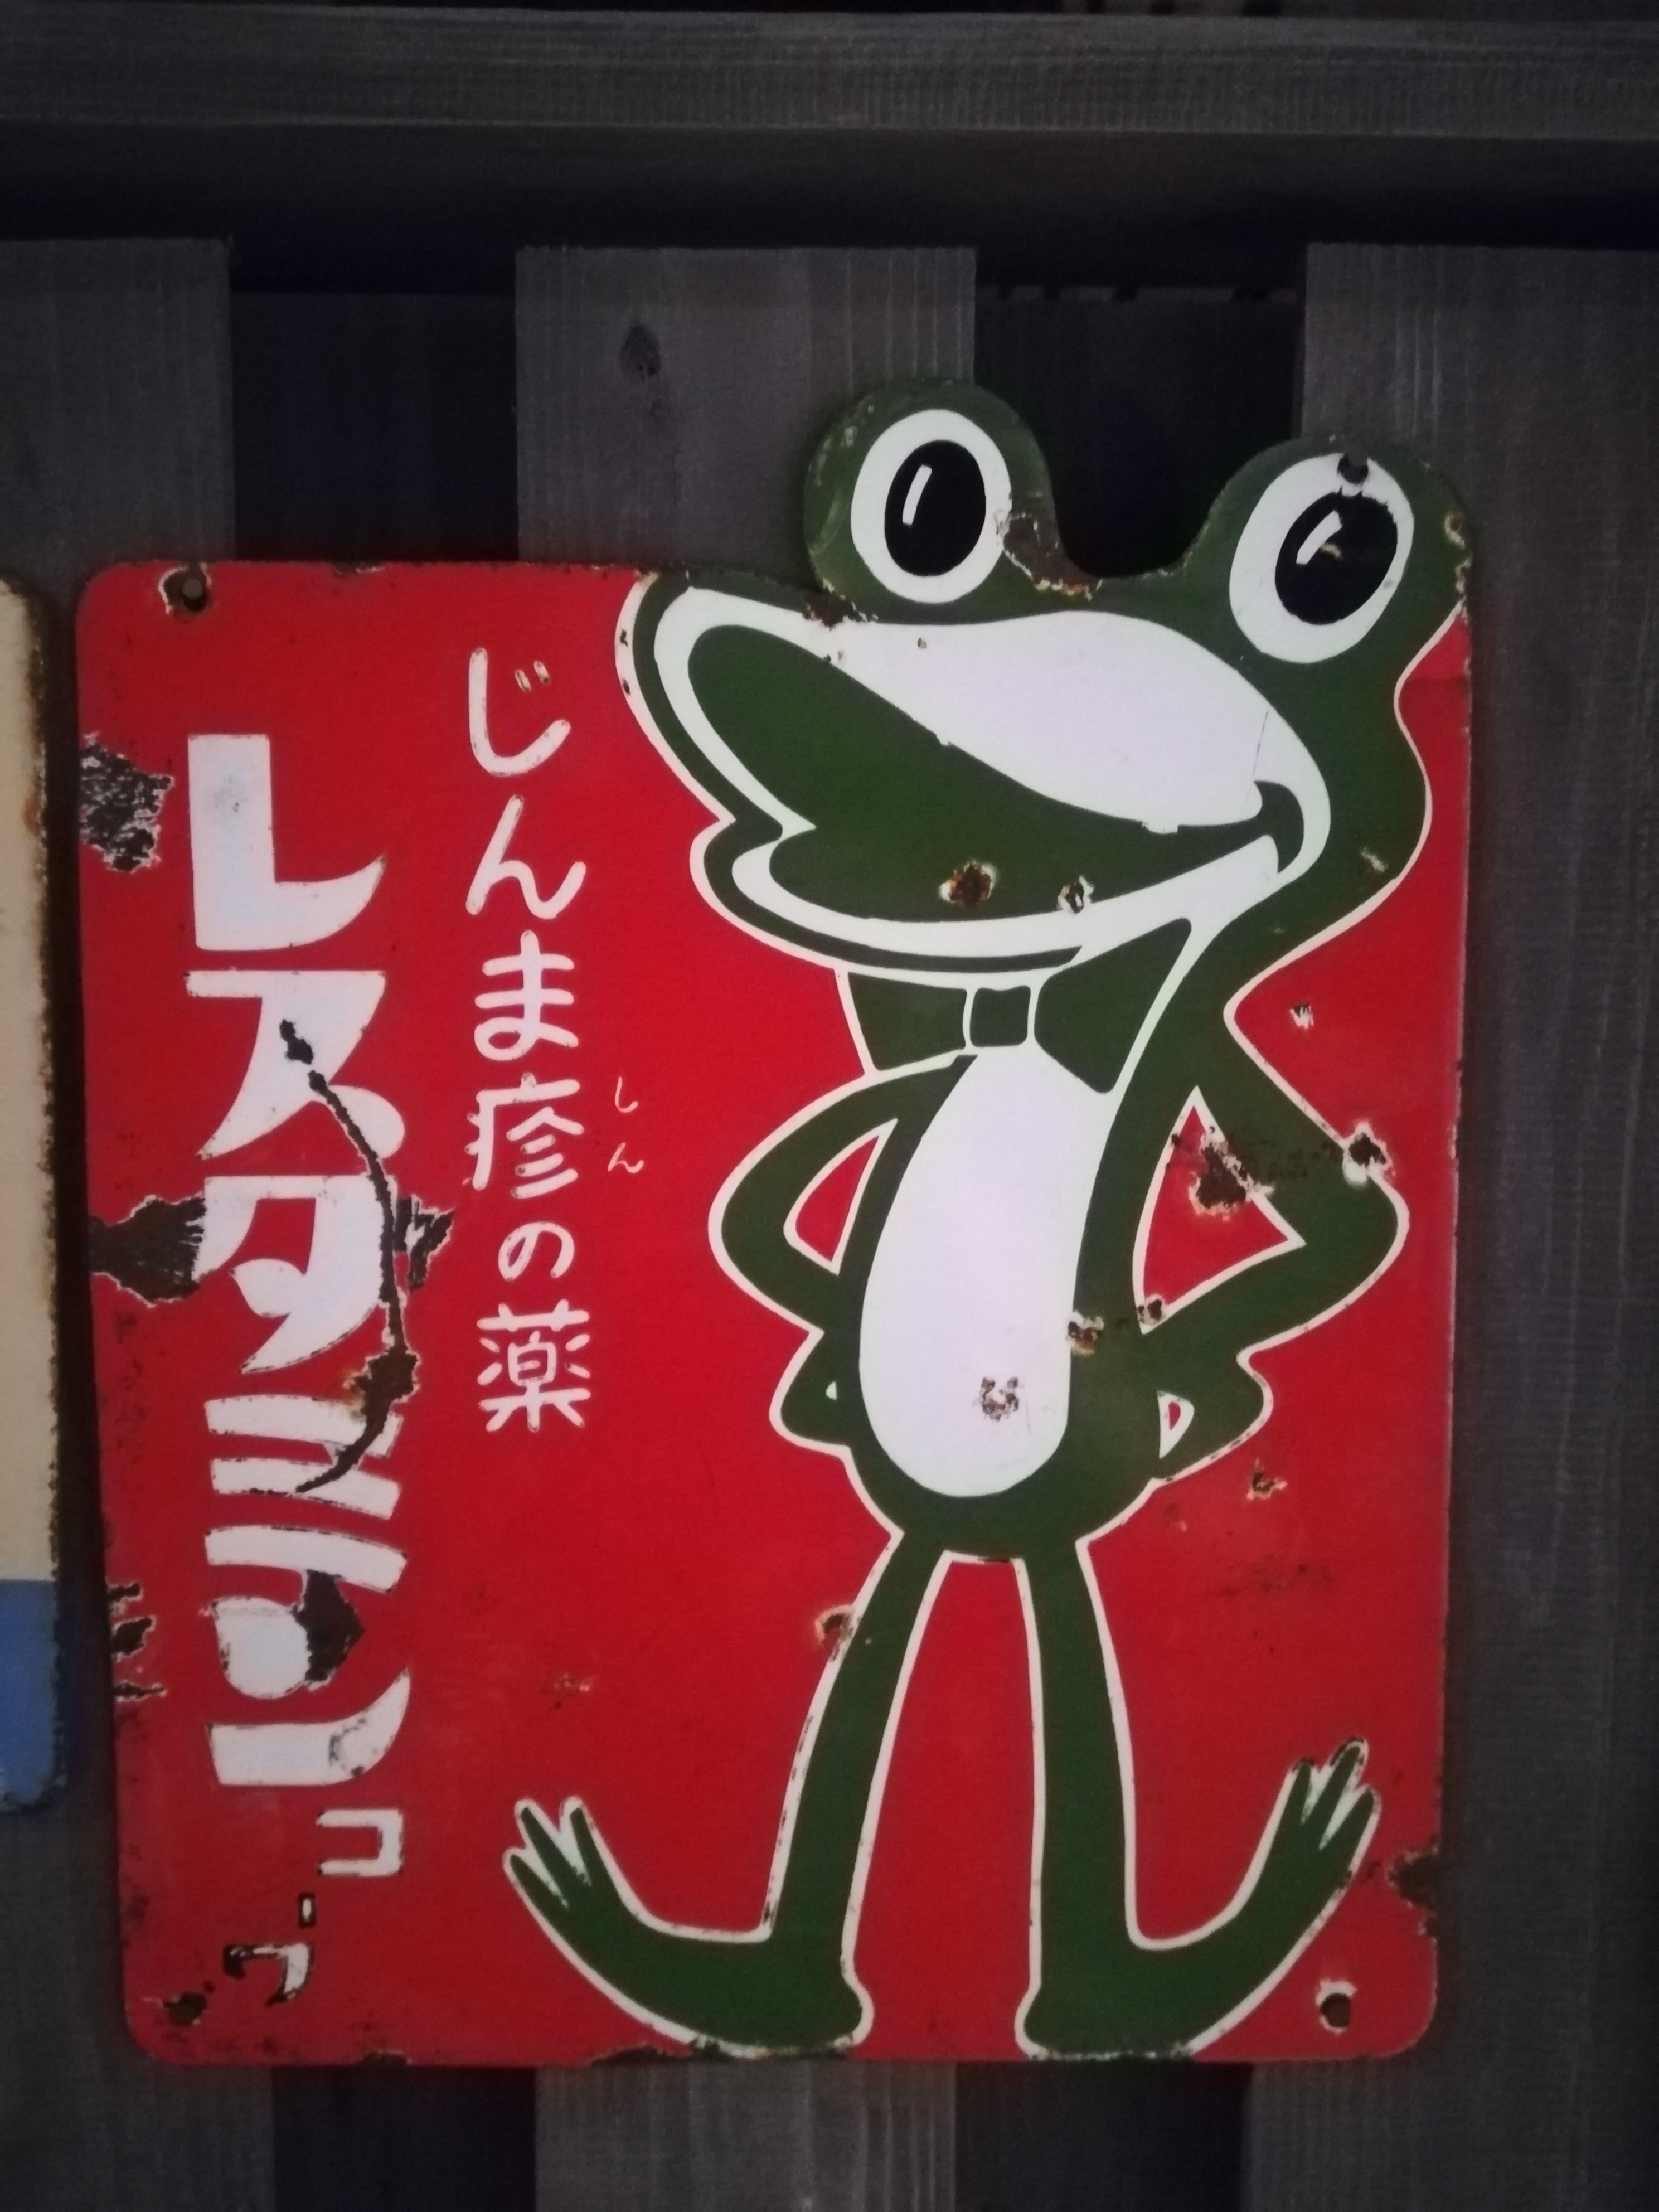 じんま疹の薬
しん
レスタミンコーワ